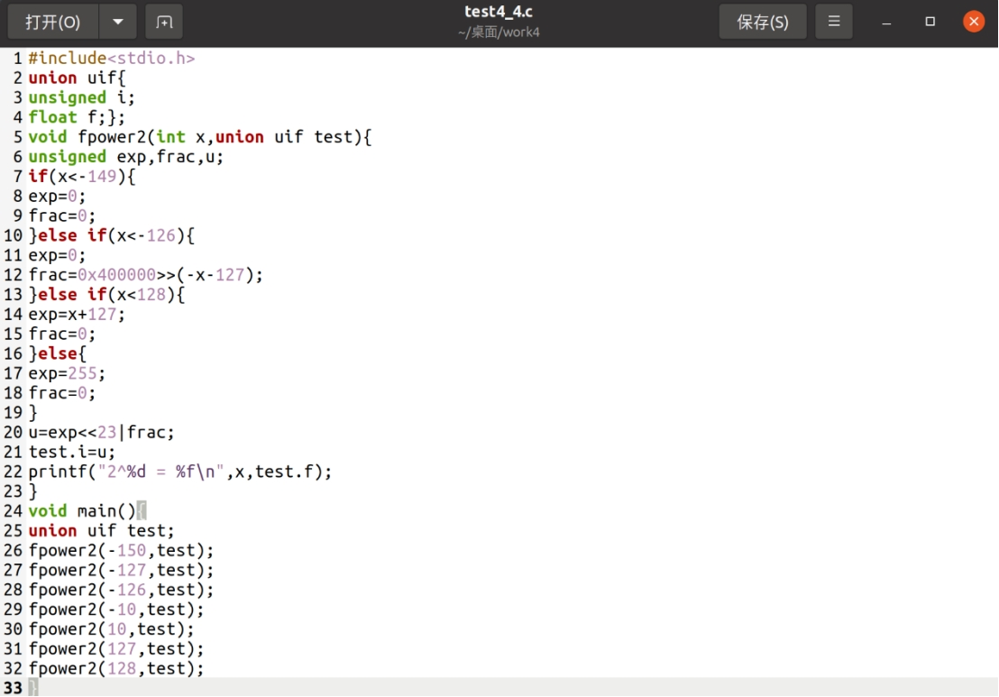 打开(O)
test4_4.c
~/桌面/work4
保存(S)
1 #include<stdio.h>
2 union uif{
3 unsigned i;
4 float f;};
5 void fpower2(int x,union uif test){
6 unsigned exp,frac,u;
7 if(x<-149){
8 exp=0;
9 frac=0;
10 }else if(x<-126){
11 exp=0;
12 frac=0x400000>>(-x-127);
13 }else if(x<128){
14 exp=x+127;
15 frac=0;
16 }else{
17 exp=255;
18 frac=0;
19 }
20 u=exp<<23|frac;
21 test.i=u;
22 printf("2^%d = %f\n",x,test.f);
23 }
24 void main(){
25 union uif test;
26 fpower2(-150,test);
27 fpower2(-127,test);
28 fpower2(-126,test);
29 fpower2(-10,test);
30 fpower2(10,test);
31 fpower2(127,test);
32 fpower2(128,test);
33 }